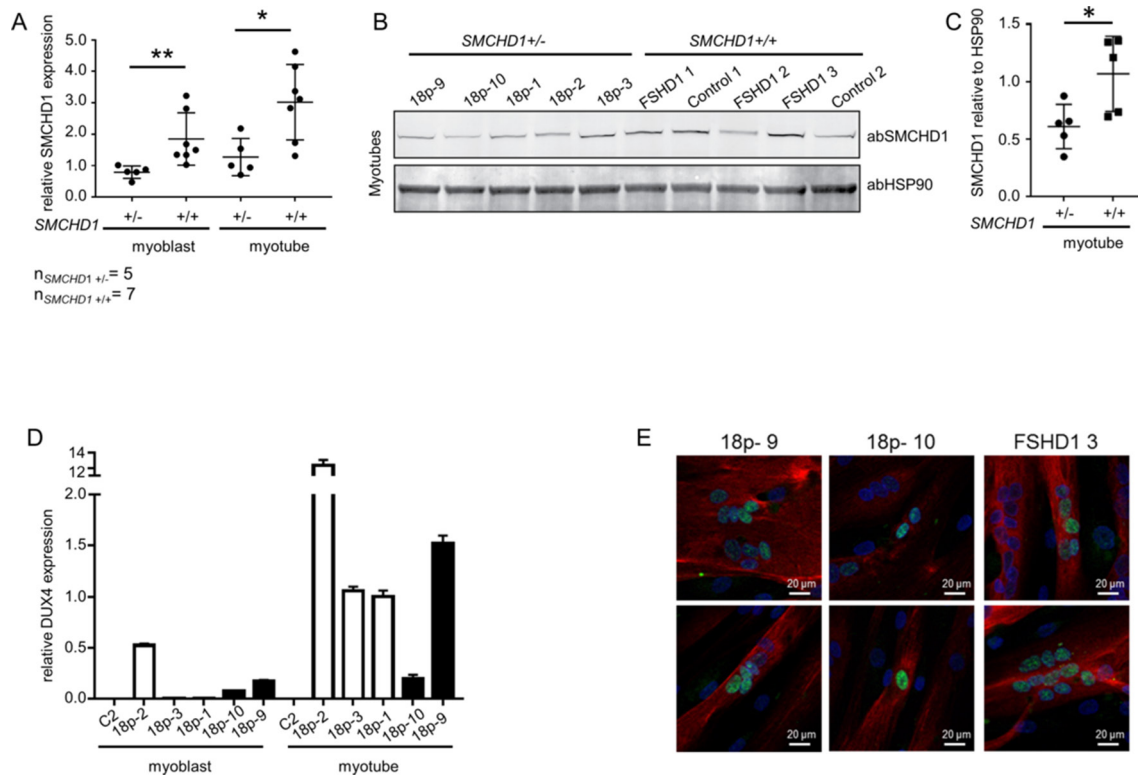 A
relative SMCHD1 expression
5.0
4.0
3.0
2.0
1.0
0.0
**
*
SMCHD1
+/-
+/+
+/-
+/+
myoblast
myotube
nSMCHD1 +/-= 5
nSMCHD1 +/+= 7
B
SMCHD1+/-
SMCHD1+/+
18p-9
18p-10
18p-1
18p-2
18p-3
FSHD1 1
Control 1
FSHD1 2
FSHD1 3
Control 2
Myotubes
abSMCHD1
abHSP90
C
SMCHD1 relative to HSP90
1.5
1.0
0.5
0.0
*
SMCHD1
+/-
+/+
myotube
D
relative DUX4 expression
14
12
2.0
1.5
1.0
0.5
0.0
C2
18p-2
18p-3
18p-1
18p-10
18p-9
C2
18p-2
18p-3
18p-1
18p-10
18p-9
myoblast
myotube
E
18p- 9
18p- 10
FSHD1 3
20 µm
20 µm
20 µm
20 µm
20 µm
20 µm